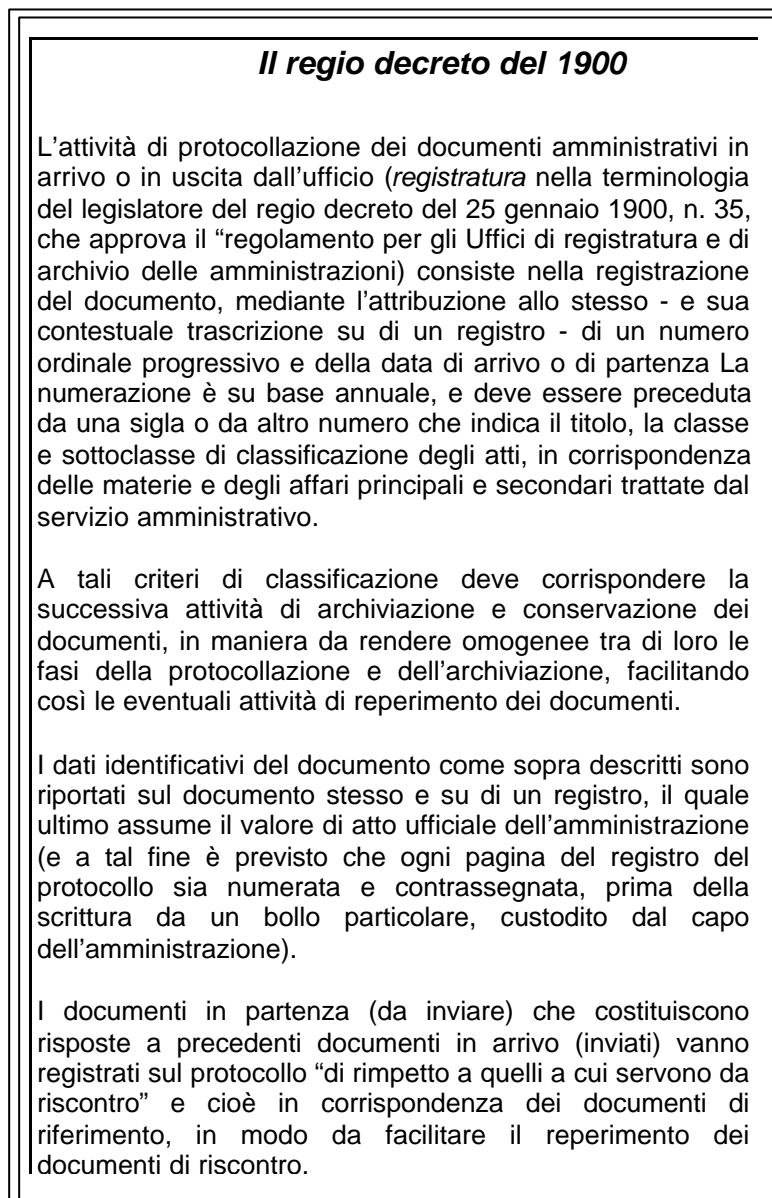 Il regio decreto del 1900
L’attività di protocollazione dei documenti amministrativi in
arrivo o in uscita dall’ufficio (registratura nella terminologia
del legislatore del regio decreto del 25 gennaio 1900, n. 35,
che approva il “regolamento per gli Uffici di registratura e di
archivio delle amministrazioni) consiste nella registrazione
del documento, mediante l’attribuzione allo stesso - e sua
contestuale trascrizione su di un registro - di un numero
ordinale progressivo e della data di arrivo o di partenza La
numerazione è su base annuale, e deve essere preceduta
da una sigla o da altro numero che indica il titolo, la classe
e sottoclasse di classificazione degli atti, in corrispondenza
delle materie e degli affari principali e secondari trattate dal
servizio amministrativo.
A tali criteri di classificazione deve corrispondere la
successiva attività di archiviazione e conservazione dei
documenti, in maniera da rendere omogenee tra di loro le
fasi della protocollazione e dell’archiviazione, facilitando
così le eventuali attività di reperimento dei documenti.
I dati identificativi del documento come sopra descritti sono
riportati sul documento stesso e su di un registro, il quale
ultimo assume il valore di atto ufficiale dell’amministrazione
(e a tal fine è previsto che ogni pagina del registro del
protocollo sia numerata e contrassegnata, prima della
scrittura da un bollo particolare, custodito dal capo
dell’amministrazione).
I documenti in partenza (da inviare) che costituiscono
risposte a precedenti documenti in arrivo (inviati) vanno
registrati sul protocollo “di rimpetto a quelli a cui servono da
riscontro” e cioè in corrispondenza dei documenti di
riferimento, in modo da facilitare il reperimento dei
documenti di riscontro.